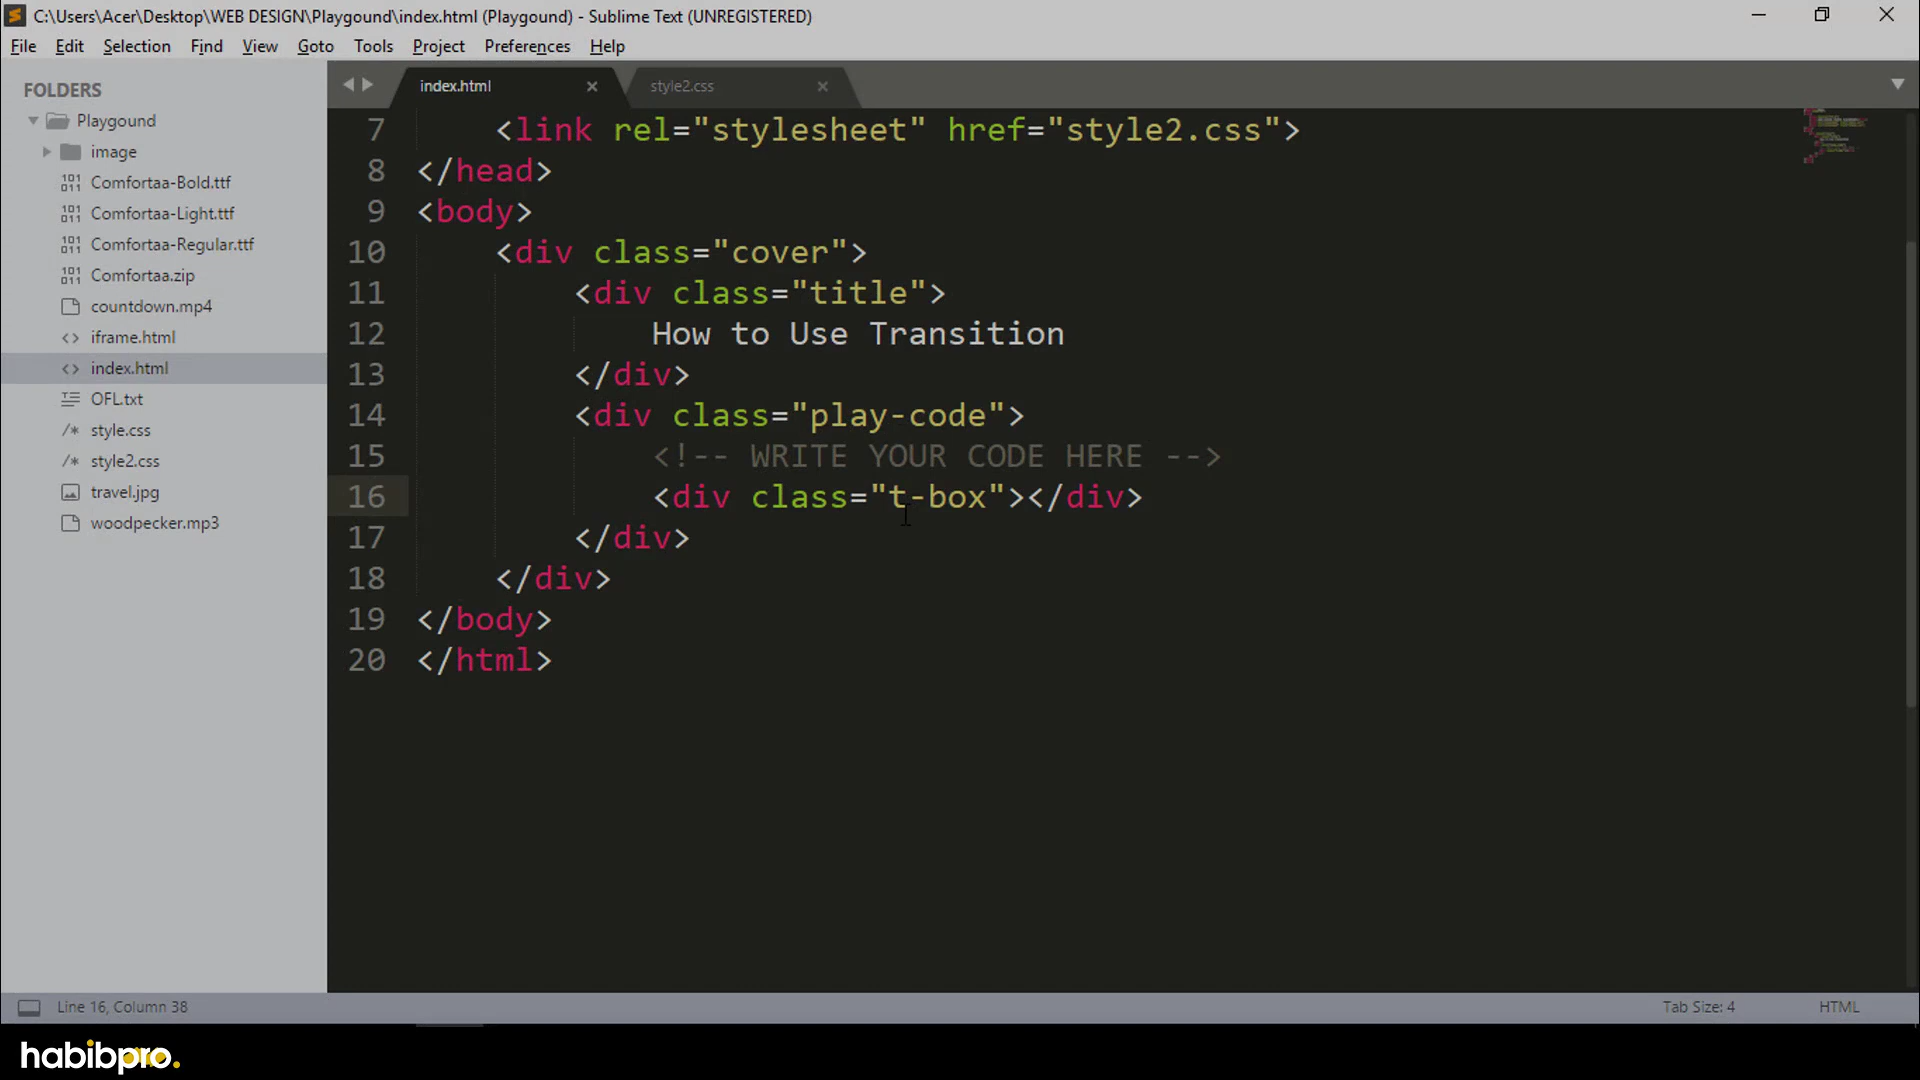 C:\Users\Acer\Desktop\WEB DESIGN\Playgound\index.html (Playgound) - Sublime Text (UNREGISTERED)
File Edit Selection Find View Goto Tools Project Preferences Help
FOLDERS
Playgound
image
Comfortaa-Bold.ttf
Comfortaa-Light.ttf
Comfortaa-Regular.ttf
Comfortaa.zip
countdown.mp4
iframe.html
index.html
OFL.txt
style.css
style2.css
travel.jpg
woodpecker.mp3
index.html style2.css
7 <link rel="stylesheet" href="style2.css">
8 </head>
9 <body>
10 <div class="cover">
11 <div class="title">
12 How to Use Transition
13 </div>
14 <div class="play-code">
15 <!-- WRITE YOUR CODE HERE -->
16 <div class="t-box"></div>
17 </div>
18 </div>
19 </body>
20 </html>
Line 16, Column 38 Tab Size: 4 HTML
habibpro.